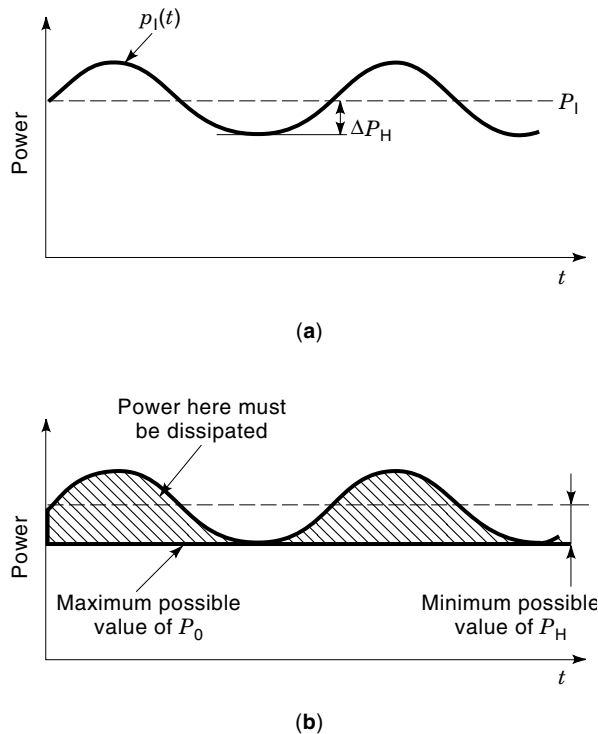 p_I(t)
P_I
ΔP_H
Power
t
(a)
Power here must
be dissipated
Power
Maximum possible
value of P_0
Minimum possible
value of P_H
t
(b)